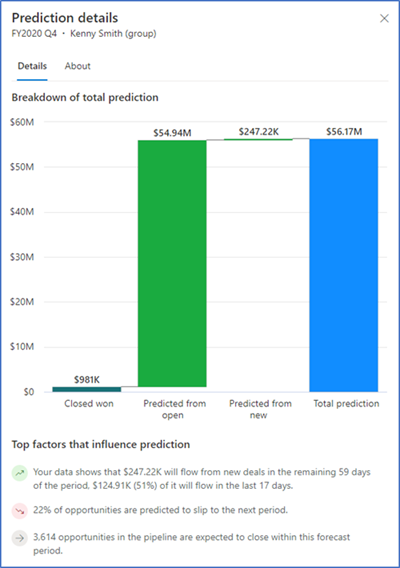 Prediction details
FY2020 Q4 • Kenny Smith (group)
Details About
Breakdown of total prediction
$60M
$54.94M $247.22K $56.17M
$50M
$40M
$30M
$20M
$10M
$981K
$0
Closed won Predicted from open Predicted from new Total prediction
Top factors that influence prediction
Your data shows that $247.22K will flow from new deals in the remaining 59 days
of the period. $124.91K (51%) of it will flow in the last 17 days.
22% of opportunities are predicted to slip to the next period.
3,614 opportunities in the pipeline are expected to close within this forecast
period.